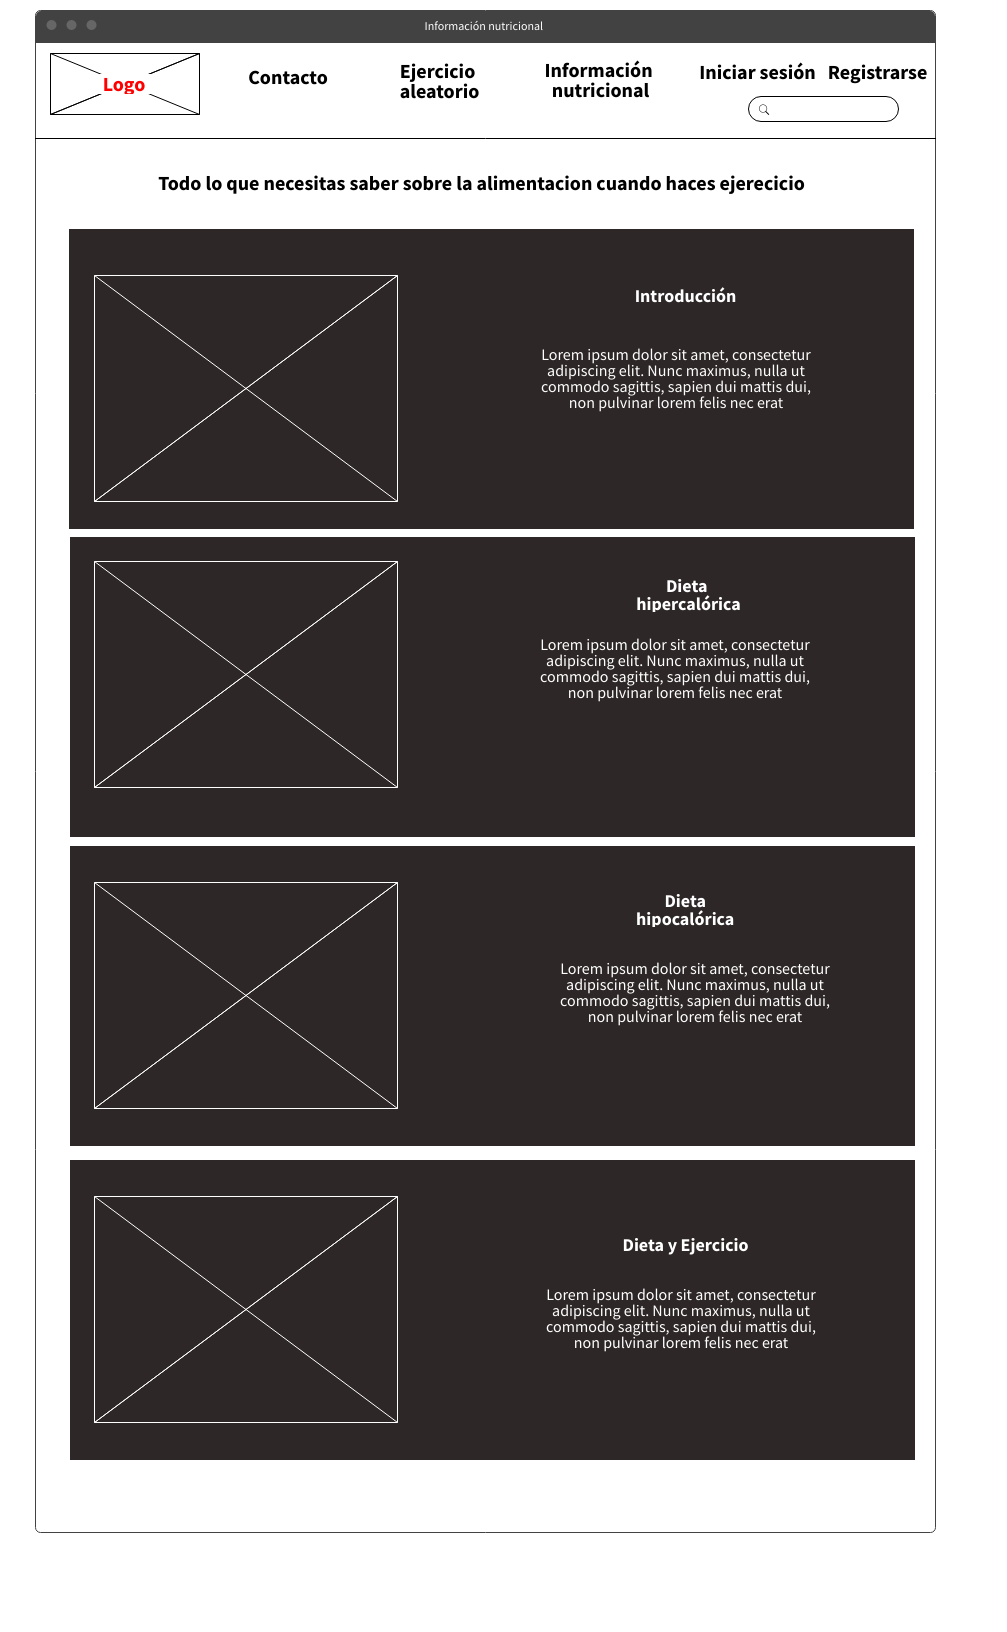 Información nutricional
Logo
Contacto
Ejercicio
aleatorio
Información
nutricional
Iniciar sesión
Registrarse
Todo lo que necesitas saber sobre la alimentacion cuando haces ejerecicio
Introducción
Lorem ipsum dolor sit amet, consectetur
adipiscing elit. Nunc maximus, nulla ut
commodo sagittis, sapien dui mattis dui,
non pulvinar lorem felis nec erat
Dieta
hipercalórica
Lorem ipsum dolor sit amet, consectetur
adipiscing elit. Nunc maximus, nulla ut
commodo sagittis, sapien dui mattis dui,
non pulvinar lorem felis nec erat
Dieta
hipocalórica
Lorem ipsum dolor sit amet, consectetur
adipiscing elit. Nunc maximus, nulla ut
commodo sagittis, sapien dui mattis dui,
non pulvinar lorem felis nec erat
Dieta y Ejercicio
Lorem ipsum dolor sit amet, consectetur
adipiscing elit. Nunc maximus, nulla ut
commodo sagittis, sapien dui mattis dui,
non pulvinar lorem felis nec erat